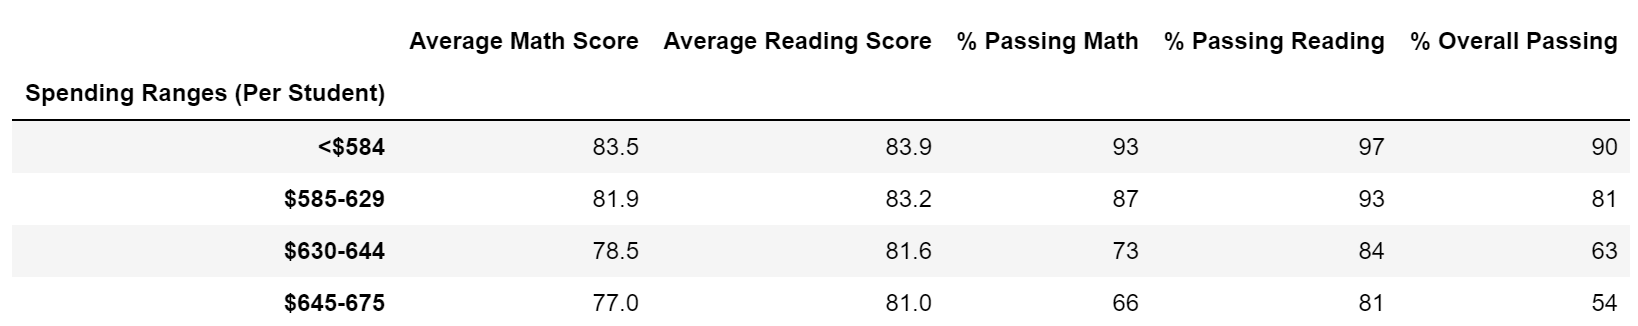 Average Math Score Average Reading Score % Passing Math % Passing Reading % Overall Passing
Spending Ranges (Per Student)
<$584 83.5 83.9 93 97 90
$585-629 81.9 83.2 87 93 81
$630-644 78.5 81.6 73 84 63
$645-675 77.0 81.0 66 81 54